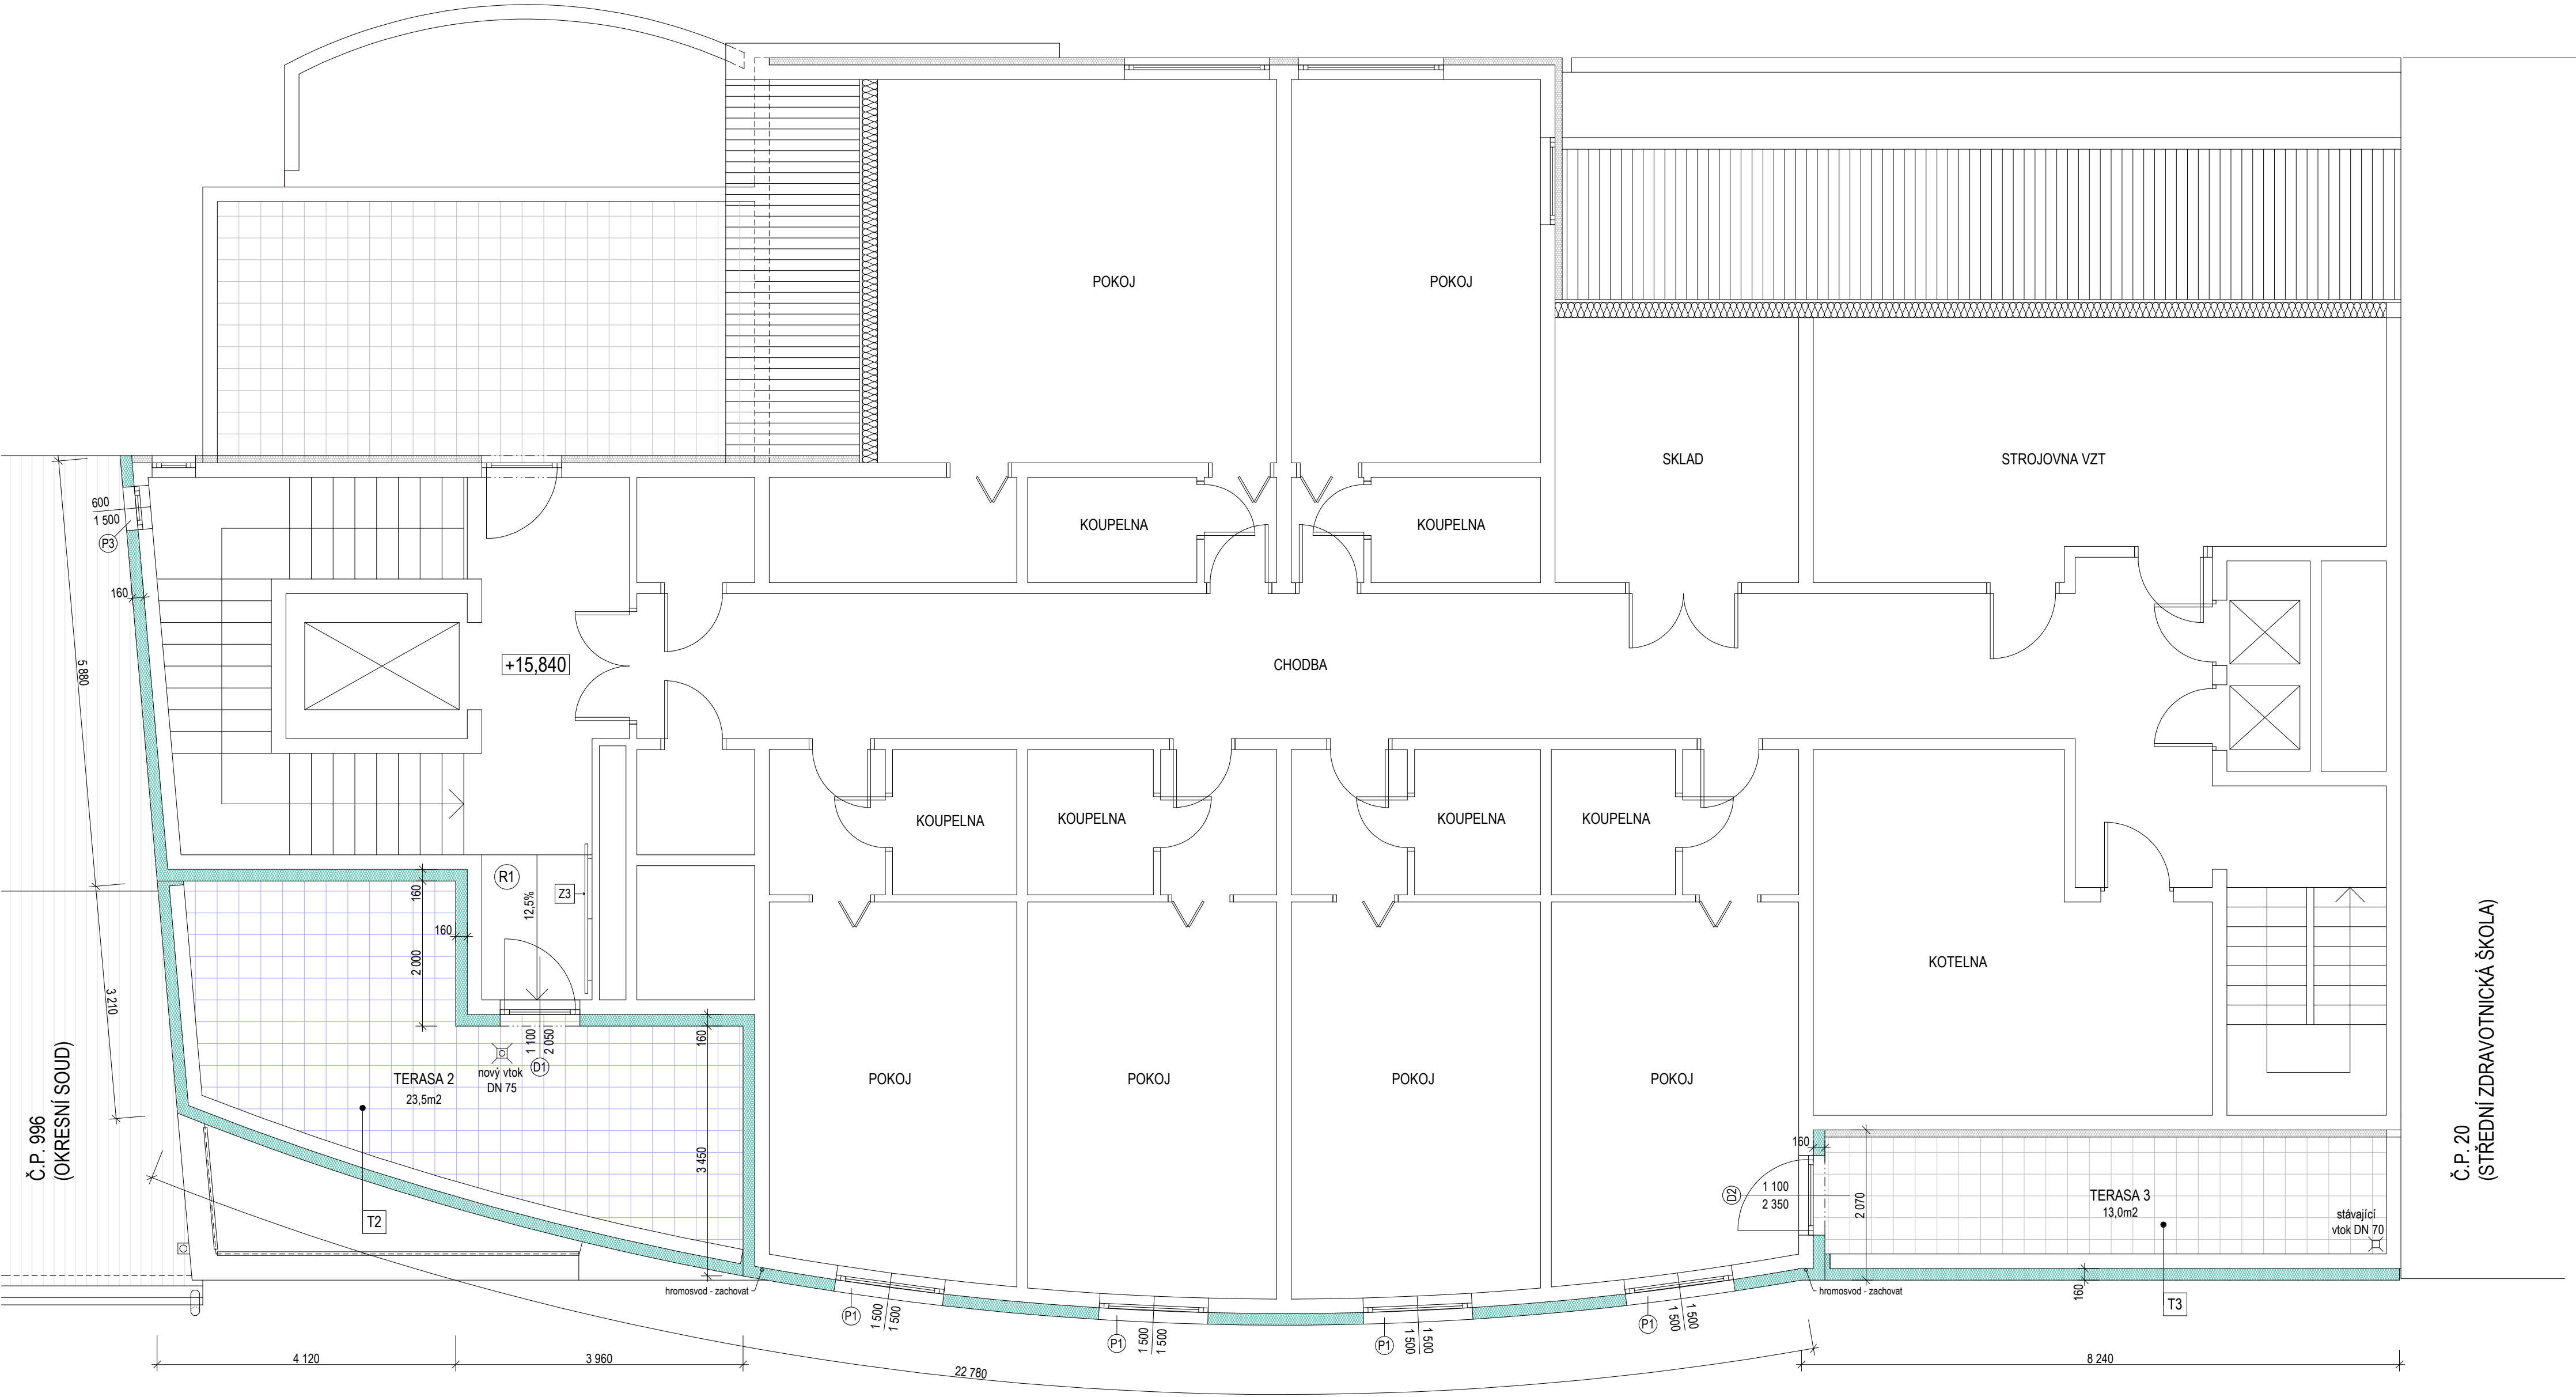 POKOJ
POKOJ
SKLAD
STROJOVNA VZT
600
1 500
P3
KOUPELNA
KOUPELNA
160
5 880
+15,840
CHODBA
KOUPELNA
KOUPELNA
KOUPELNA
KOUPELNA
R1
Z3
12,5%
160
160
2 000
3 210
KOTELNA
Č.P. 996
(OKRESNÍ SOUD)
Č.P. 20
(STŘEDNÍ ZDRAVOTNICKÁ ŠKOLA)
1 100
2 050
D1
160
nový vtok
DN 75
TERASA 2
23,5m2
POKOJ
POKOJ
POKOJ
POKOJ
3 450
T2
160
D2
1 100
2 350
2 070
TERASA 3
13,0m2
stávající
vtok DN 70
hromosvod - zachovat
hromosvod - zachovat
160
T3
P1
1 500
1 500
P1
1 500
1 500
P1
1 500
1 500
P1
1 500
1 500
4 120
3 960
22 780
8 240